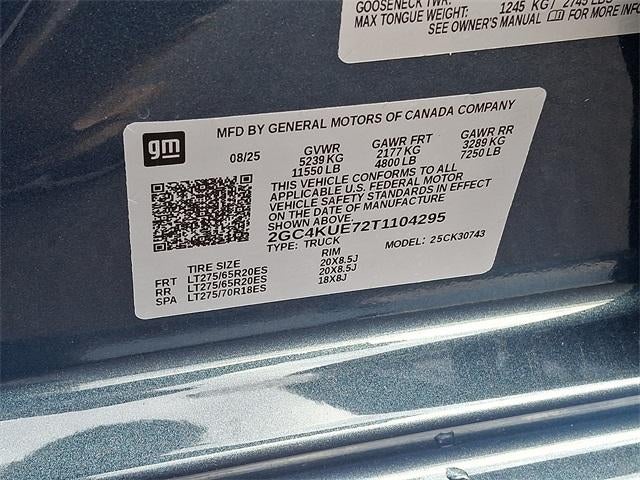 GOOSENECK TWR:
MAX TONGUE WEIGHT: 1245 KG / 2745 LBS
SEE OWNER'S MANUAL FOR MORE INFO
MFD BY GENERAL MOTORS OF CANADA COMPANY
gm
08/25 GVWR GAWR FRT GAWR RR
5239 KG 2177 KG 3289 KG
11550 LB 4800 LB 7250 LB
THIS VEHICLE CONFORMS TO ALL
APPLICABLE U.S. FEDERAL MOTOR
VEHICLE SAFETY STANDARDS IN EFFECT
ON THE DATE OF MANUFACTURE
SHOWN ABOVE.
2GC4KUE72T1104295
TYPE: TRUCK MODEL: 25CK30743
TIRE SIZE RIM
FRT LT275/65R20ES 20X8.5J
RR LT275/65R20ES 20X8.5J
SPA LT275/70R18ES 18X8J